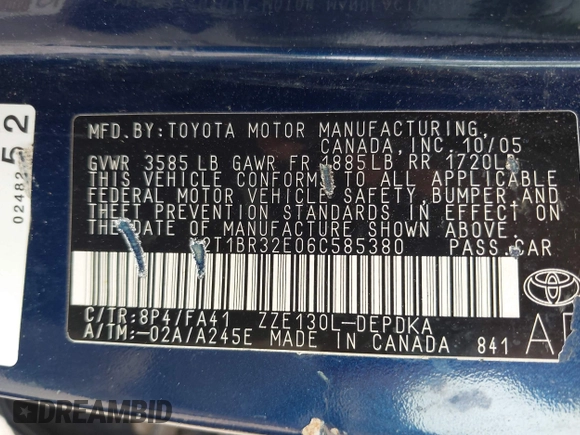 MFD.BY:TOYOTA MOTOR MANUFACTURING,
CANADA, INC. 10/05
GVWR 3585 LB GAWR FR 1885LB RR 1720LB
THIS VEHICLE CONFORMS TO ALL APPLICABLE
FEDERAL MOTOR VEHICLE SAFETY, BUMPER, AND
THEFT PREVENTION STANDARDS IN EFFECT ON
THE DATE OF MANUFACTURE SHOWN ABOVE.
2T1BR32E06C585380 PASS.CAR
C/TR:8P4/FA41 ZZE130L-DEPDKA
A/TM:-02A/A245E MADE IN CANADA 841
TOYOTA
52
02482
DREAMBID